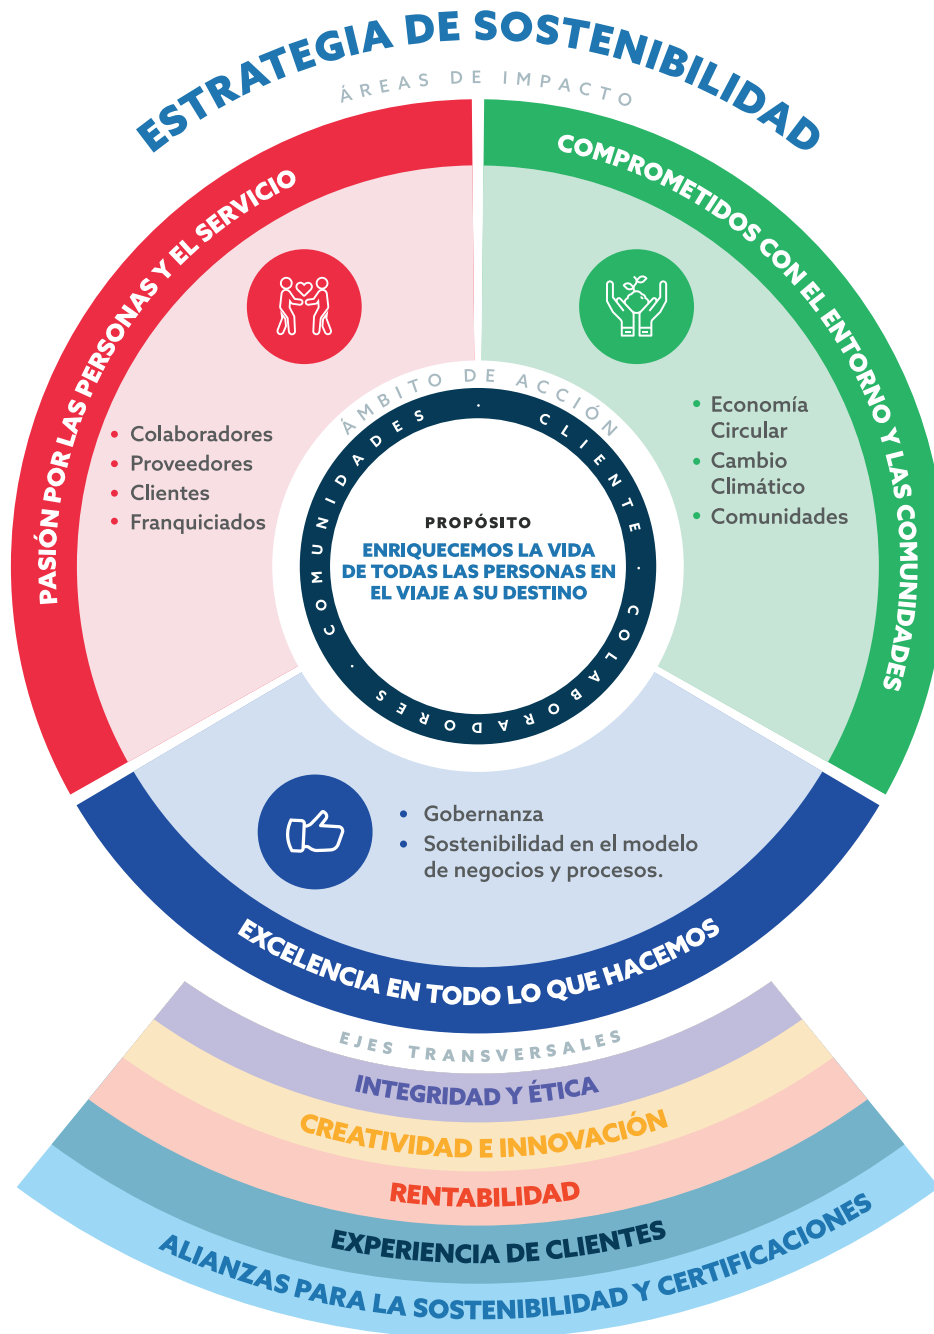 ESTRATEGIA DE SOSTENIBILIDAD
ÁREAS DE IMPACTO
PASIÓN POR LAS PERSONAS Y EL SERVICIO
• Colaboradores
• Proveedores
• Clientes
• Franquiciados
COMPROMETIDOS CON EL ENTORNO Y LAS COMUNIDADES
• Economía
Circular
• Cambio
Climático
• Comunidades
ÁMBITO DE ACCIÓN
· CLIENTE · COLABORADORES · COMUNIDADES
PROPÓSITO
ENRIQUECEMOS LA VIDA
DE TODAS LAS PERSONAS EN
EL VIAJE A SU DESTINO
• Gobernanza
• Sostenibilidad en el modelo
de negocios y procesos.
EXCELENCIA EN TODO LO QUE HACEMOS
EJES TRANSVERSALES
INTEGRIDAD Y ÉTICA
CREATIVIDAD E INNOVACIÓN
RENTABILIDAD
EXPERIENCIA DE CLIENTES
ALIANZAS PARA LA SOSTENIBILIDAD Y CERTIFICACIONES